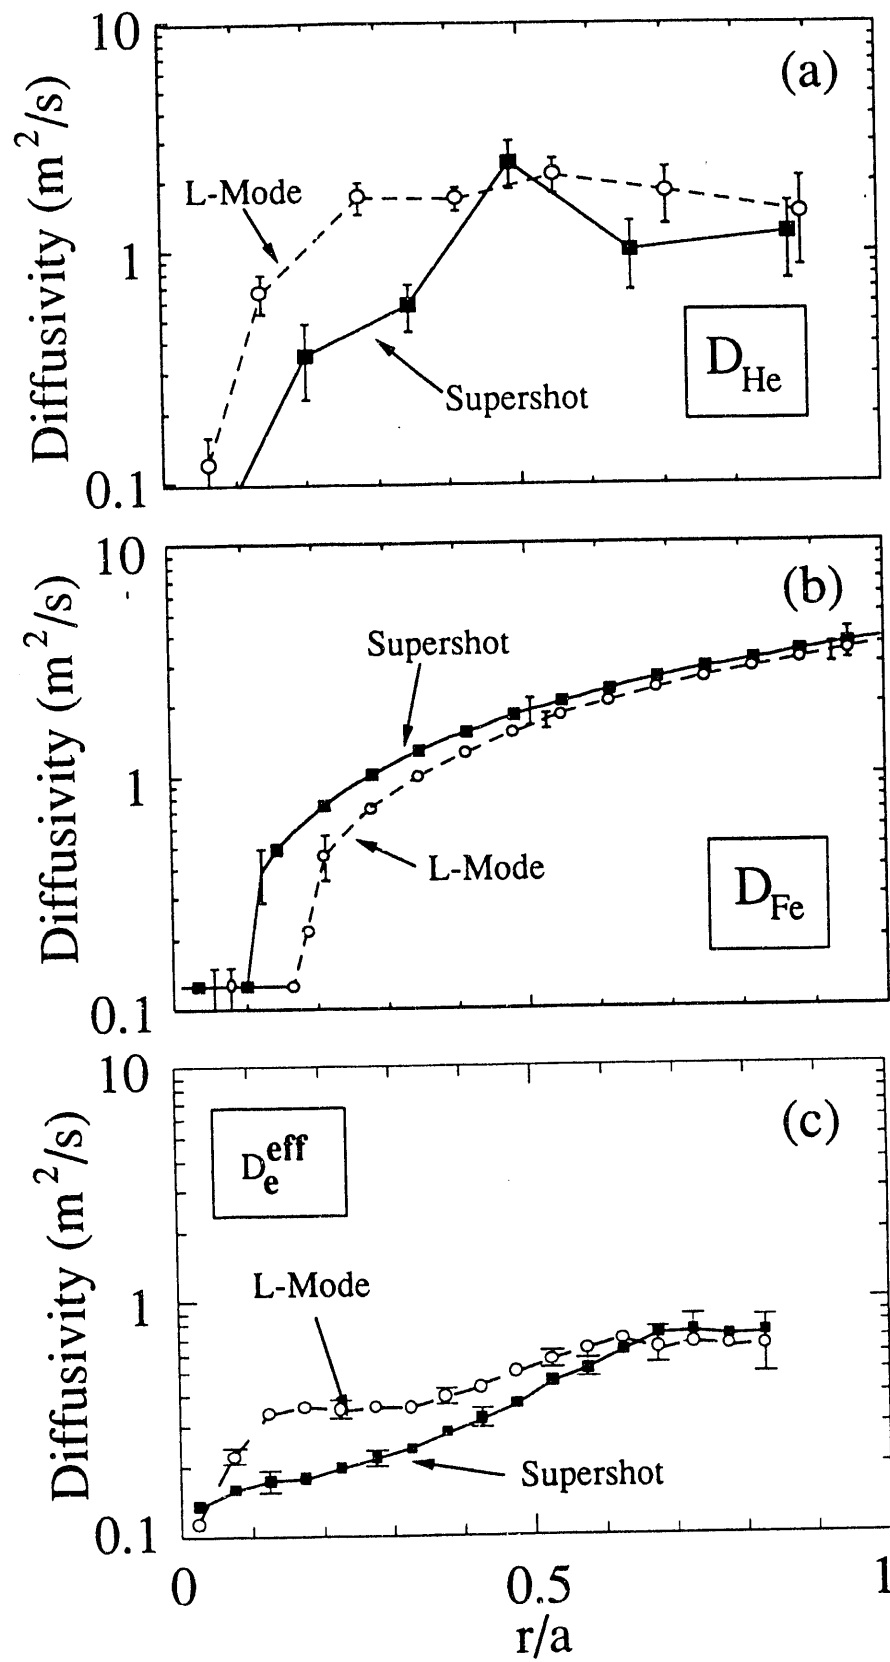 10
(a)
Diffusivity (m²/s)
L-Mode
1
Supershot
D_He
0.1
10
(b)
Diffusivity (m²/s)
Supershot
1
L-Mode
D_Fe
0.1
10
(c)
Diffusivity (m²/s)
D_e^eff
L-Mode
1
Supershot
0.1
0
0.5
1
r/a